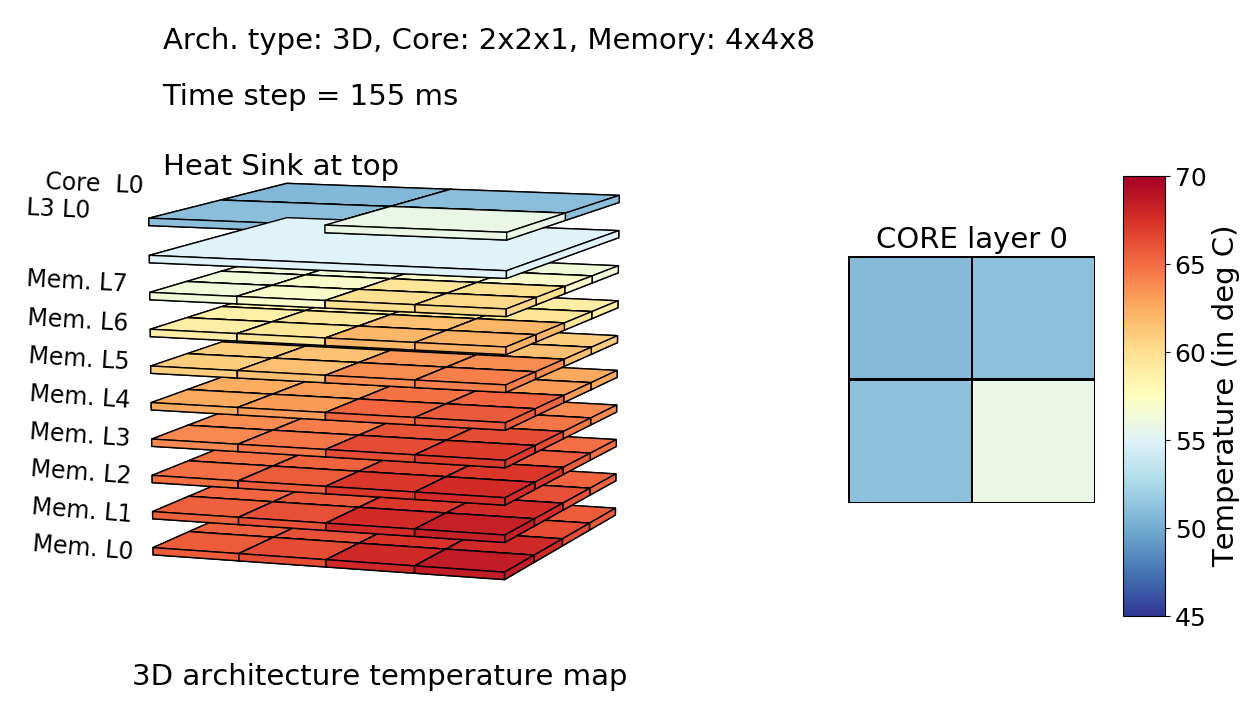 Arch. type: 3D, Core: 2x2x1, Memory: 4x4x8
Time step = 155 ms
Heat Sink at top
Core  L0
L3 L0
Mem. L7
Mem. L6
Mem. L5
Mem. L4
Mem. L3
Mem. L2
Mem. L1
Mem. L0
3D architecture temperature map
CORE layer 0
70
65
60
55
50
45
Temperature (in deg C)